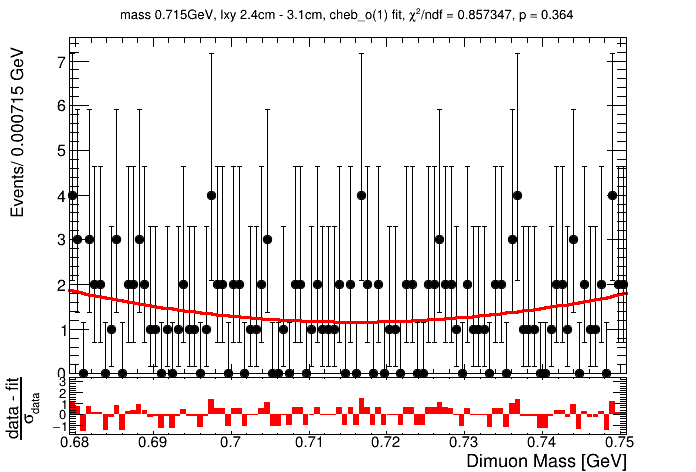 mass 0.715GeV, lxy 2.4cm - 3.1cm, cheb_o(1) fit, χ²/ndf = 0.857347, p = 0.364
Events/ 0.000715 GeV
7
6
5
4
3
2
1
0
data - fit
σdata
3
2
1
0
−1
0.68 0.69 0.7 0.71 0.72 0.73 0.74 0.75
Dimuon Mass [GeV]